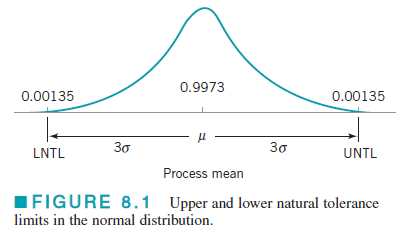 0.00135 0.9973 0.00135
LNTL 3σ μ 3σ UNTL
Process mean
FIGURE 8.1 Upper and lower natural tolerance
limits in the normal distribution.